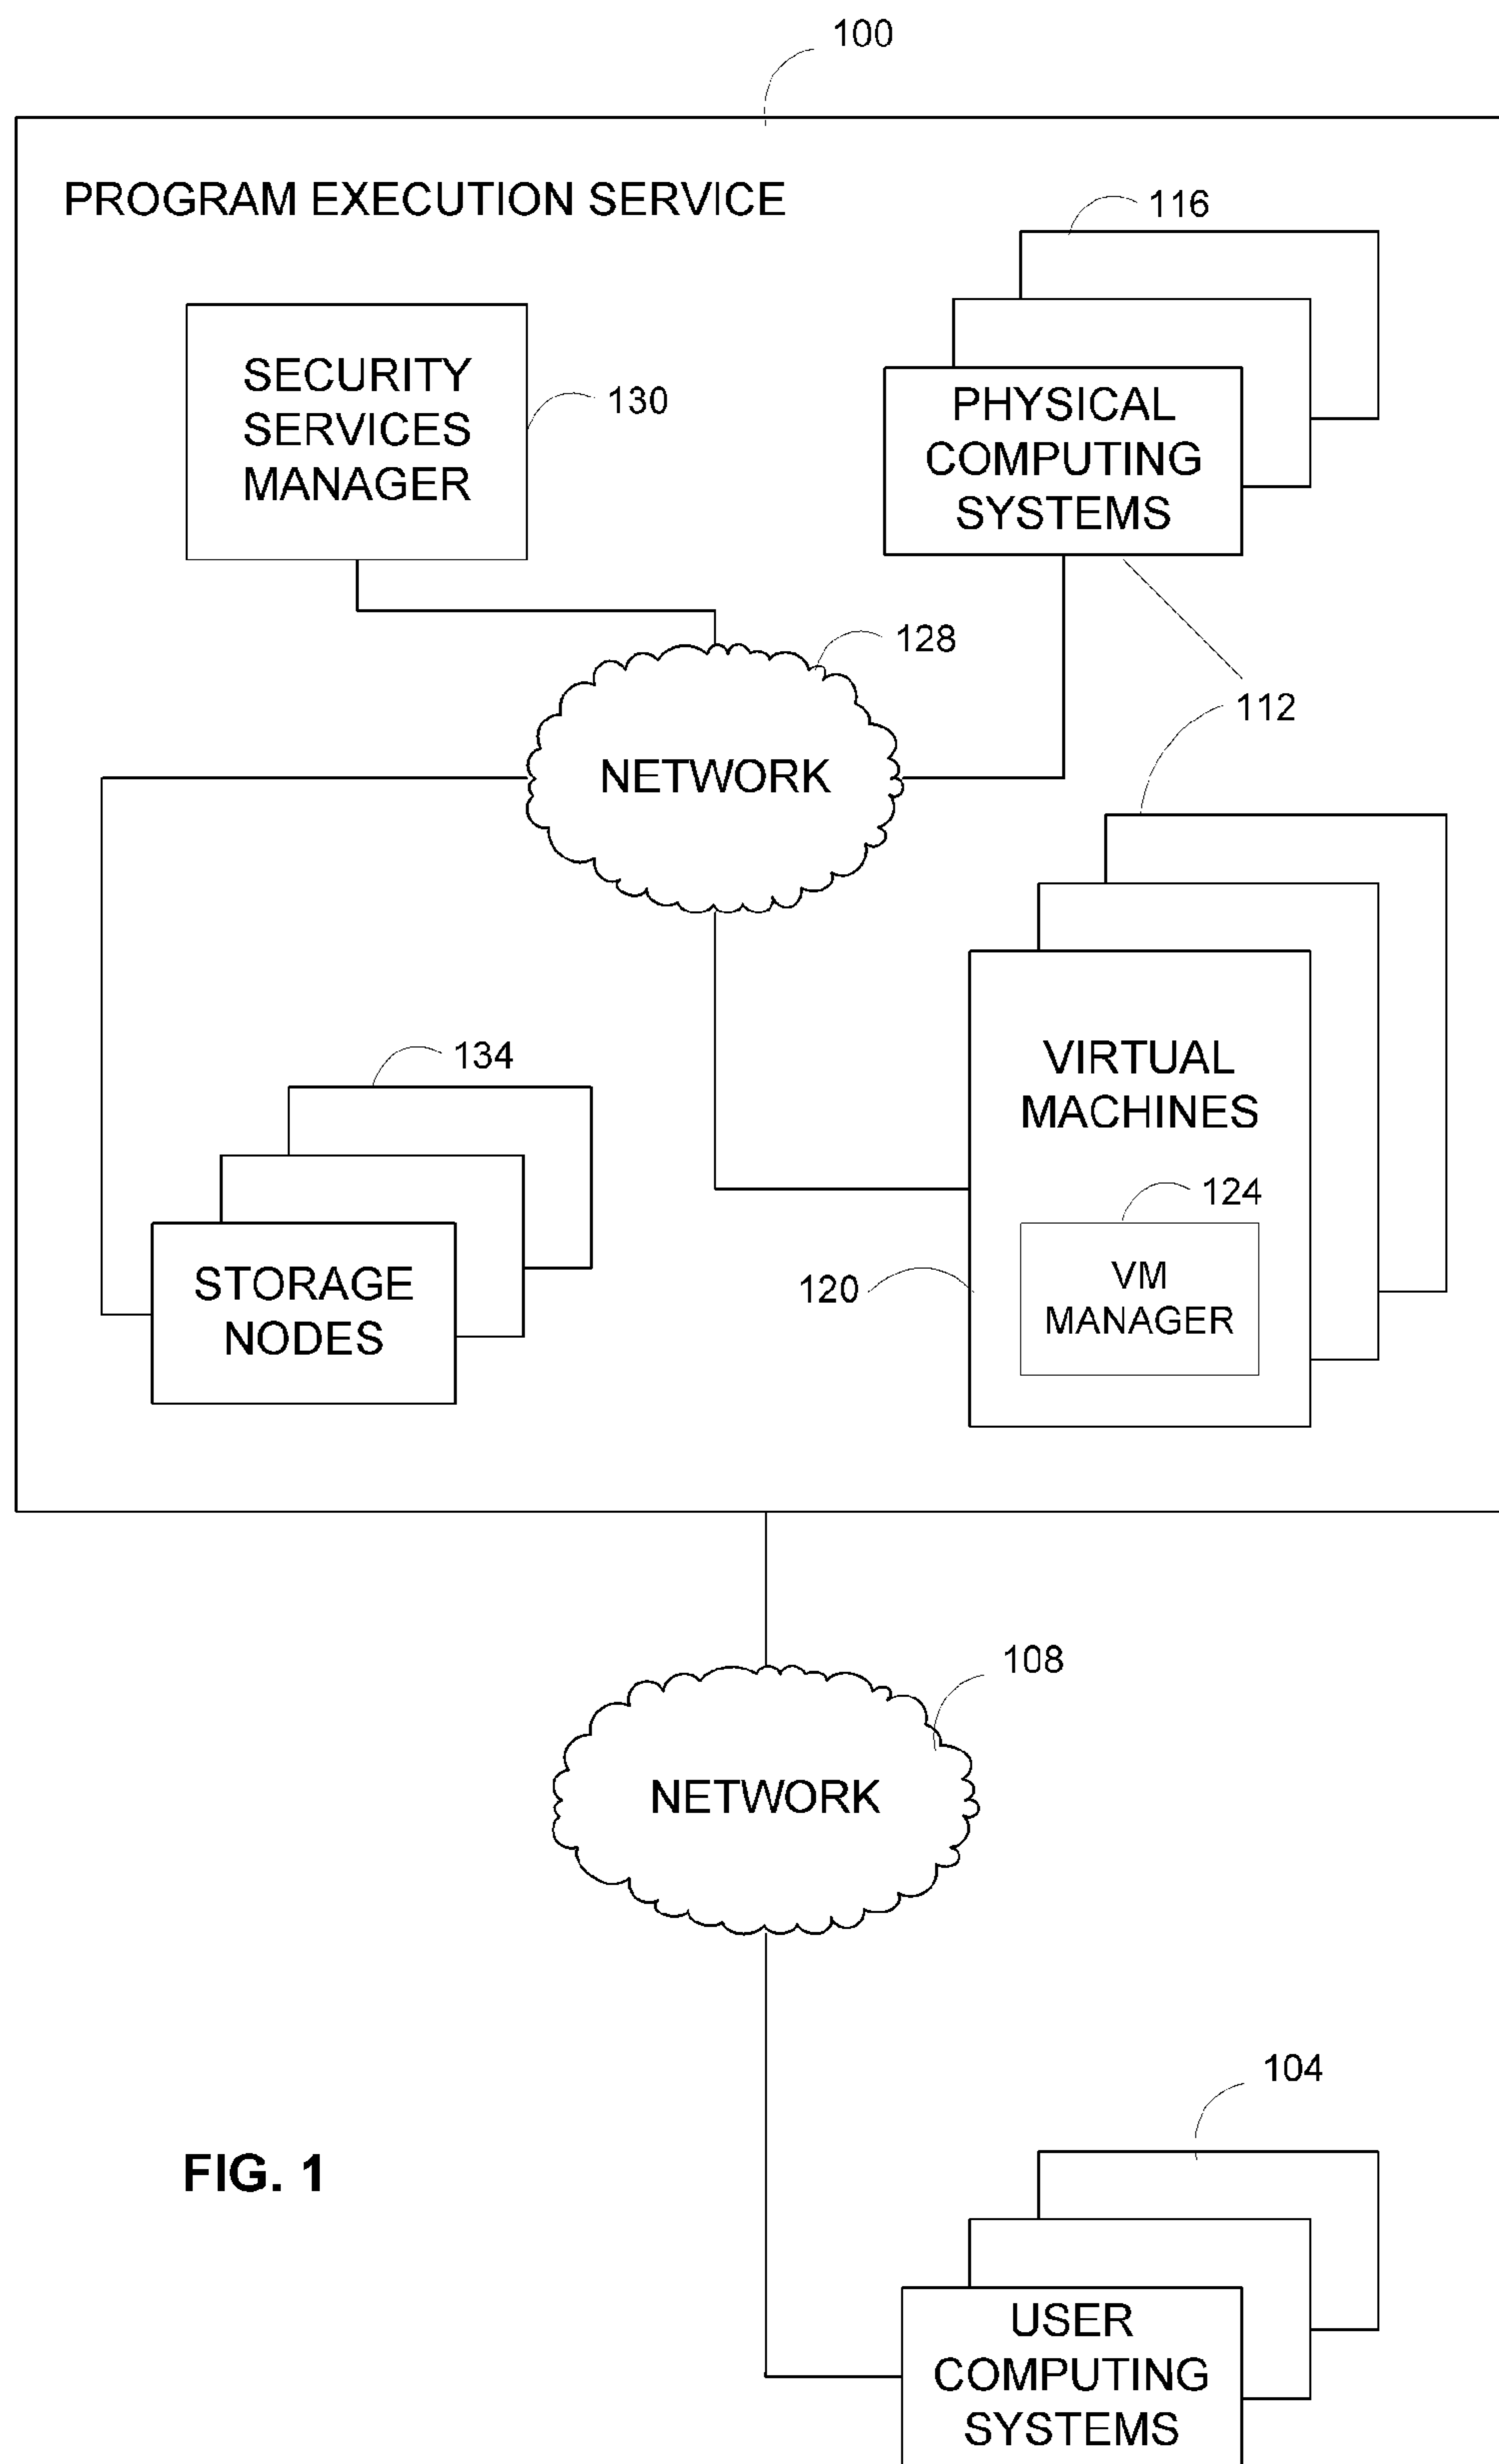 100
PROGRAM EXECUTION SERVICE
116
SECURITY
SERVICES
MANAGER
130
PHYSICAL
COMPUTING
SYSTEMS
128
112
NETWORK
134
VIRTUAL
MACHINES
124
120
VM
MANAGER
STORAGE
NODES
108
NETWORK
104
FIG. 1
USER
COMPUTING
SYSTEMS